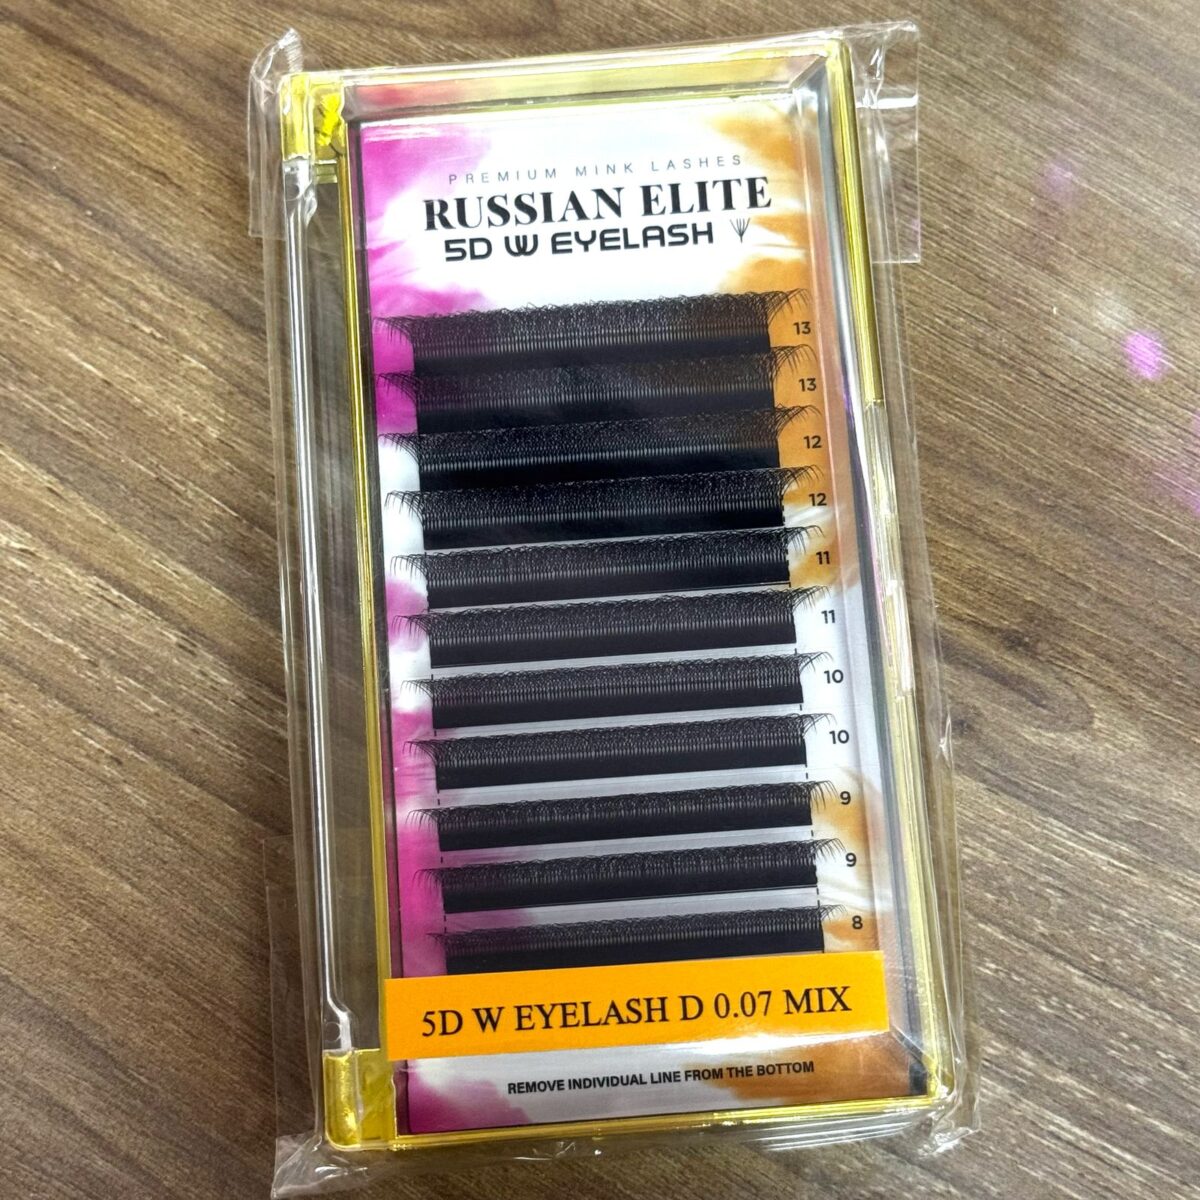 PREMIUM MINK LASHES
RUSSIAN ELITE
5D W EYELASH
13
13
12
12
11
11
10
10
9
9
8
5D W EYELASH D 0.07 MIX
REMOVE INDIVIDUAL LINE FROM THE BOTTOM